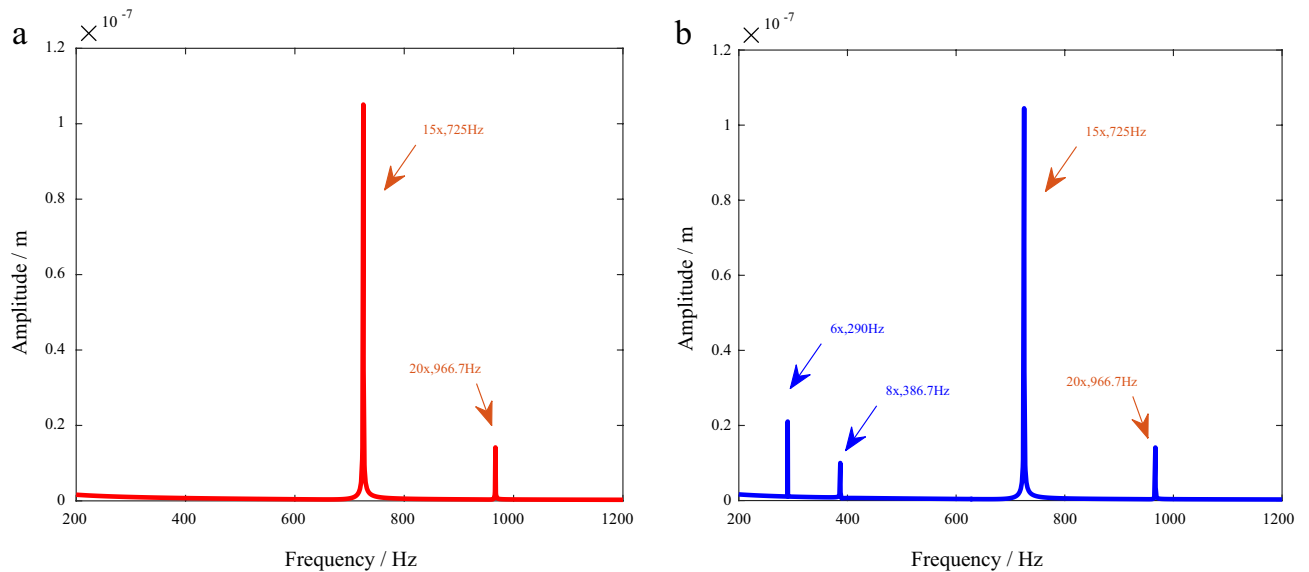 a
× 10 -7
1.2
1
0.8
0.6
0.4
0.2
0
15x,725Hz
20x,966.7Hz
200 400 600 800 1000 1200
Amplitude / m
Frequency / Hz
b
× 10 -7
1.2
1
0.8
0.6
0.4
0.2
0
15x,725Hz
6x,290Hz
8x,386.7Hz
20x,966.7Hz
200 400 600 800 1000 1200
Amplitude / m
Frequency / Hz